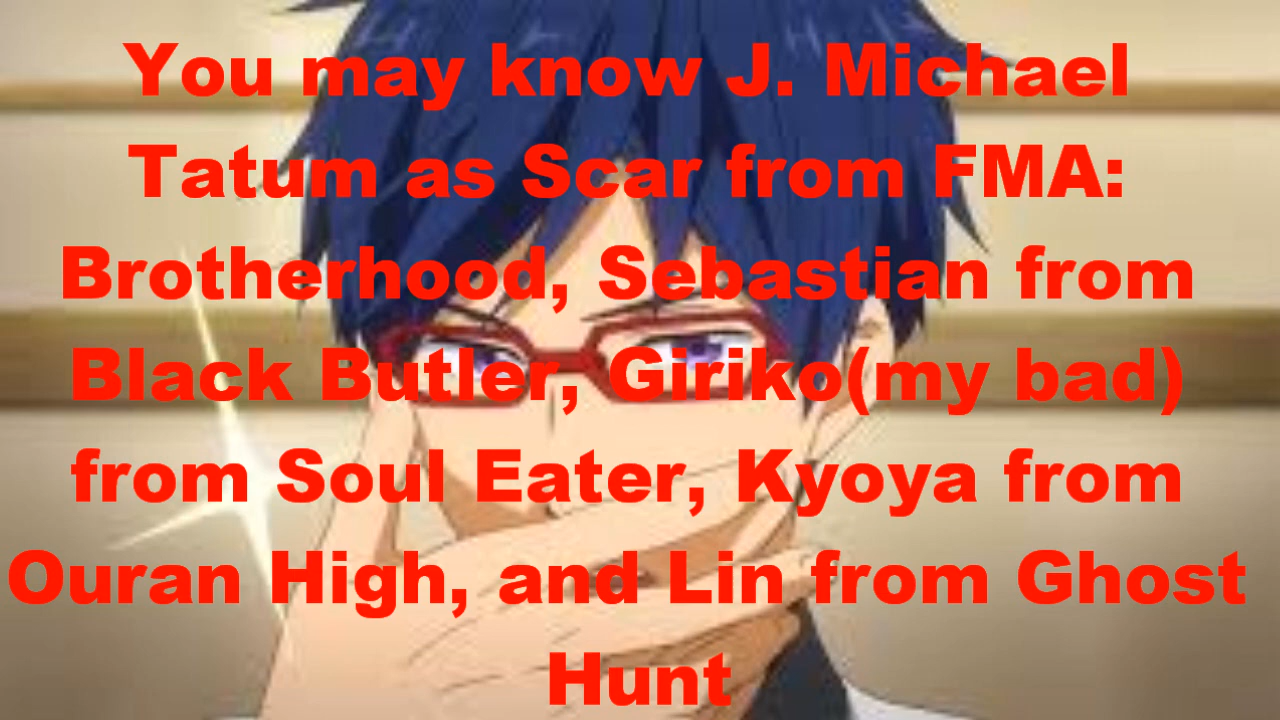 You may know J. Michael
Tatum as Scar from FMA:
Brotherhood, Sebastian from
Black Butler, Giriko(my bad)
from Soul Eater, Kyoya from
Ouran High, and Lin from Ghost
Hunt